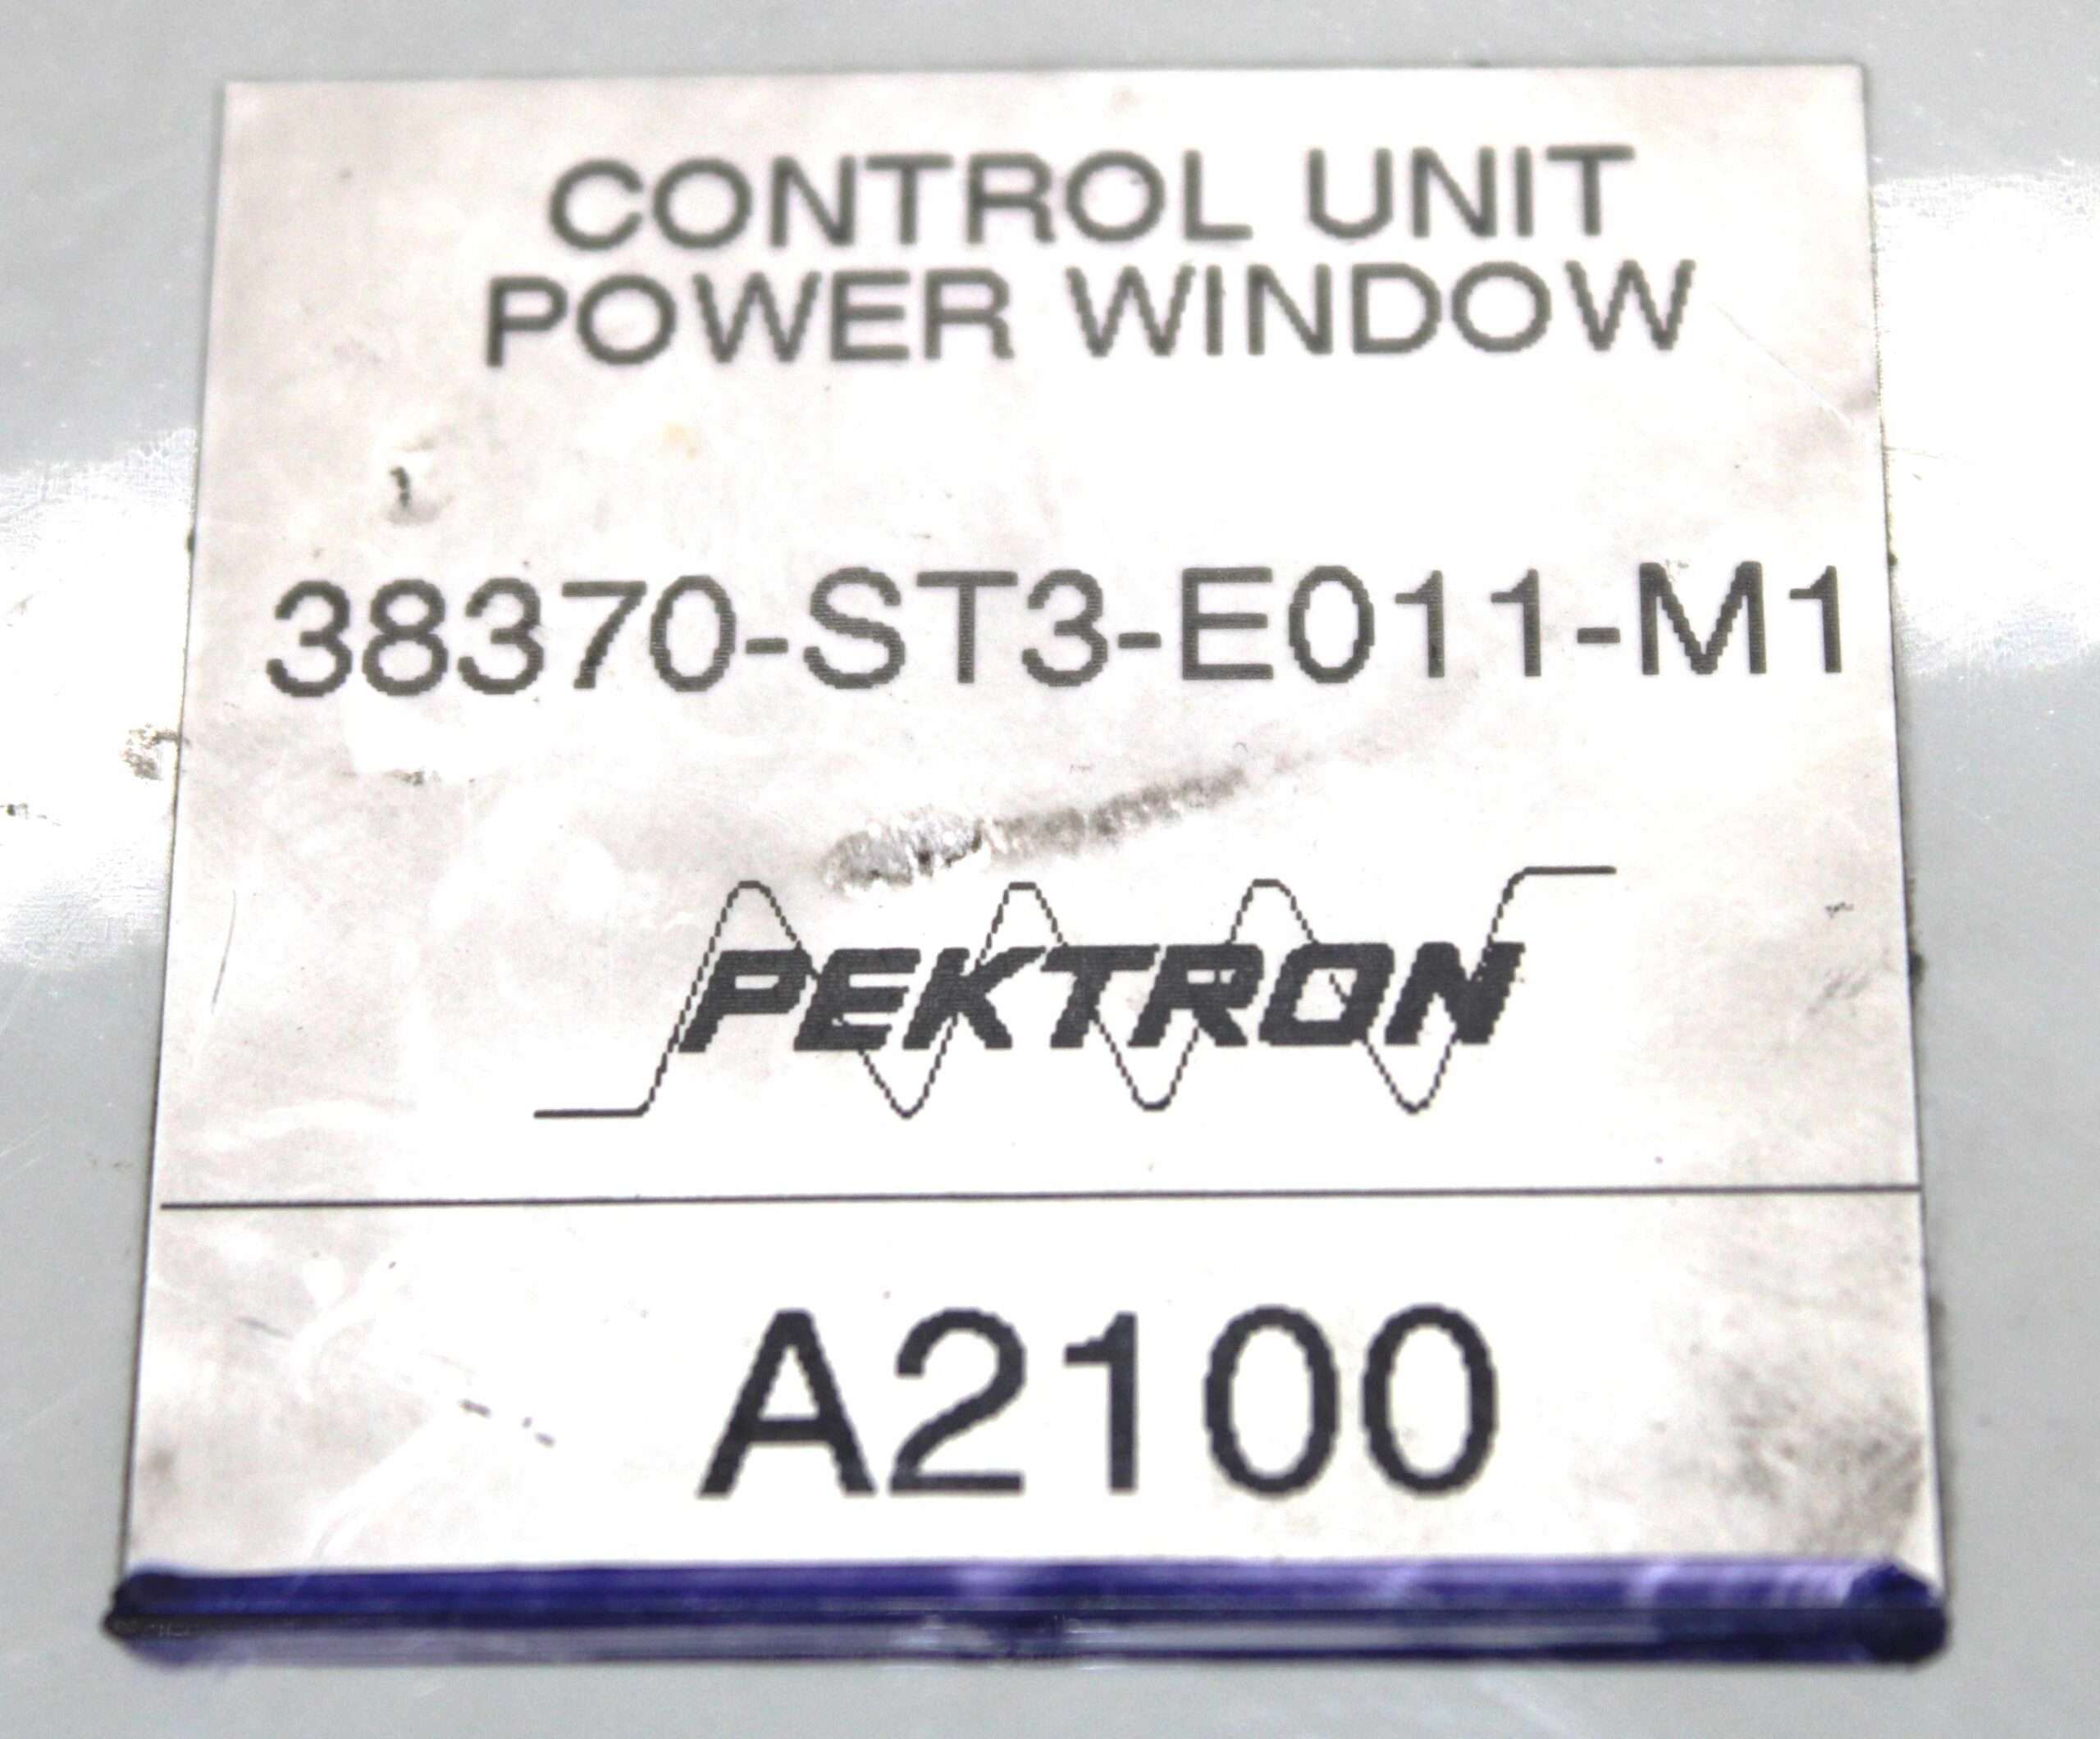 CONTROL UNIT
POWER WINDOW
38370-ST3-E011-M1
PEKTRON
A2100